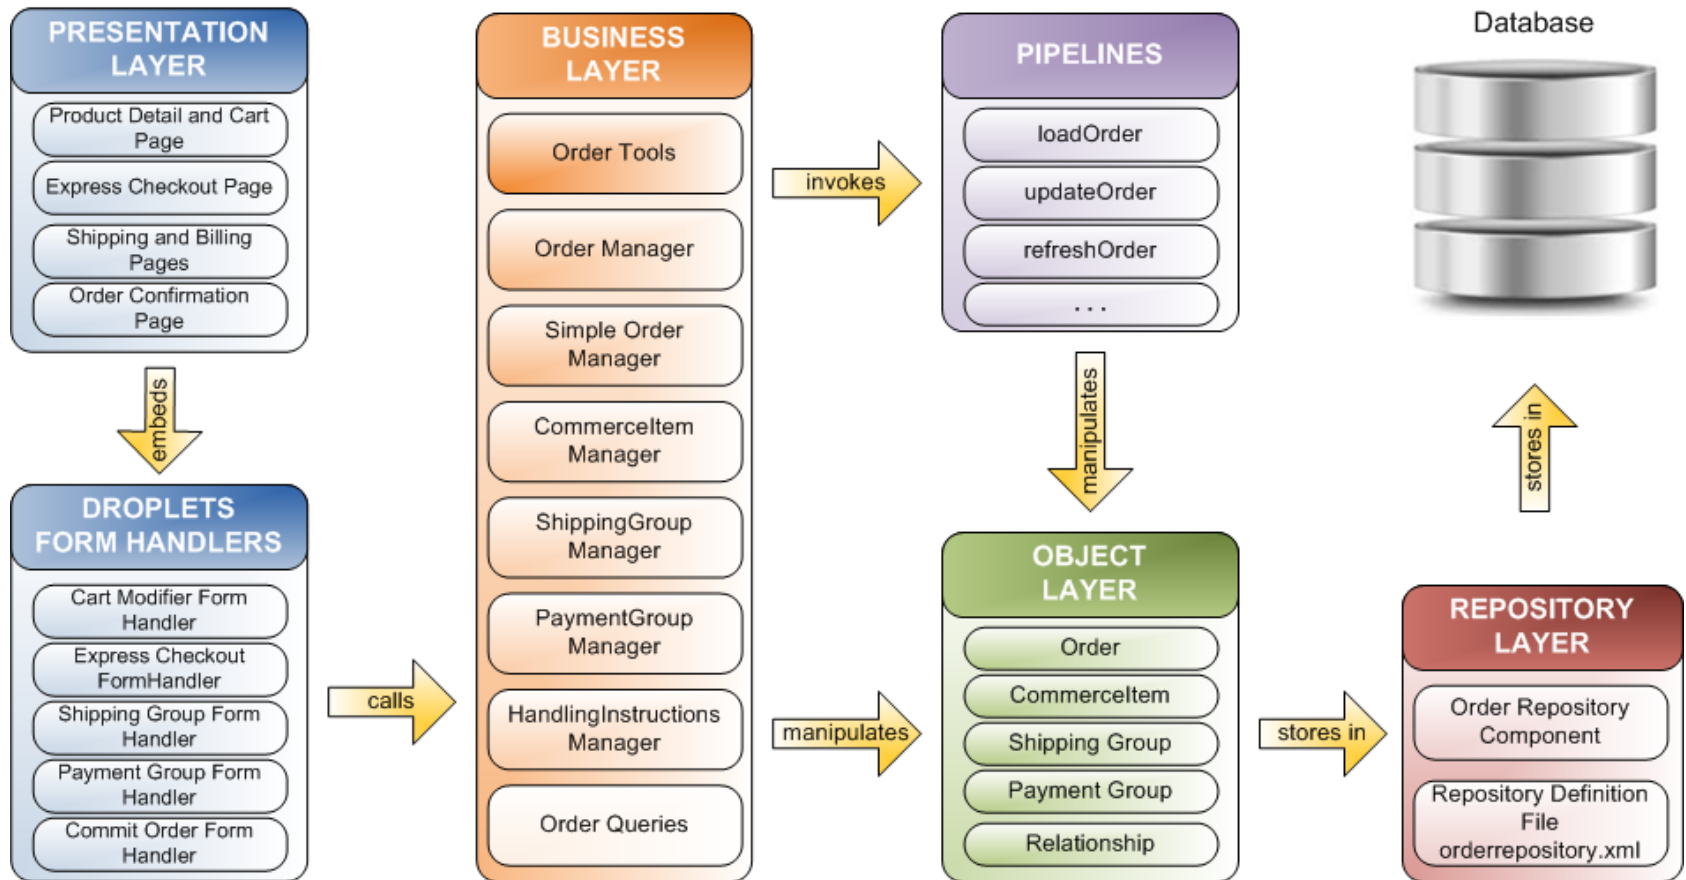 PRESENTATION
LAYER
Product Detail and Cart
Page
Express Checkout Page
Shipping and Billing
Pages
Order Confirmation
Page
embeds
DROPLETS
FORM HANDLERS
Cart Modifier Form
Handler
Express Checkout
FormHandler
Shipping Group Form
Handler
Payment Group Form
Handler
Commit Order Form
Handler
calls
BUSINESS
LAYER
Order Tools
Order Manager
Simple Order
Manager
CommerceItem
Manager
ShippingGroup
Manager
PaymentGroup
Manager
HandlingInstructions
Manager
Order Queries
invokes
manipulates
PIPELINES
loadOrder
updateOrder
refreshOrder
. . .
manipulates
OBJECT
LAYER
Order
CommerceItem
Shipping Group
Payment Group
Relationship
stores in
REPOSITORY
LAYER
Order Repository
Component
Repository Definition
File
orderrepository.xml
stores in
Database